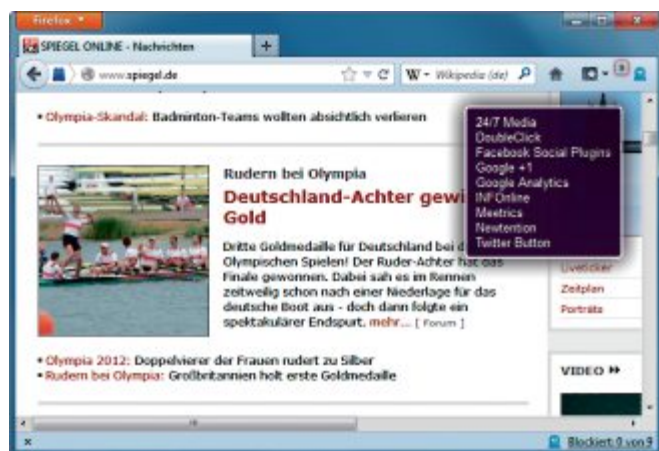 Firefox
SPIEGEL ONLINE - Nachrichten
www.spiegel.de
W Wikipedia (de)
• Olympia-Skandal: Badminton-Teams wollten absichtlich verlieren
24/7 Media
DoubleClick
Facebook Social Plugins
Google +1
Google Analytics
INFOnline
Meetrics
Newtention
Twitter Button
Rudern bei Olympia
Deutschland-Achter gewi
Gold
Dritte Goldmedaille für Deutschland bei d
Olympischen Spielen! Der Ruder-Achter hat das
Finale gewonnen. Dabei sah es im Rennen
zeitweilig schon nach einer Niederlage für das
deutsche Boot aus - doch dann folgte ein
spektakulärer Endspurt. mehr... [ Forum ]
• Olympia 2012: Doppelvierer der Frauen rudert zu Silber
• Rudern bei Olympia: Großbritannien holt erste Goldmedaille
Liveticker
Zeitplan
Porträts
VIDEO
Blockiert: 9 von 9